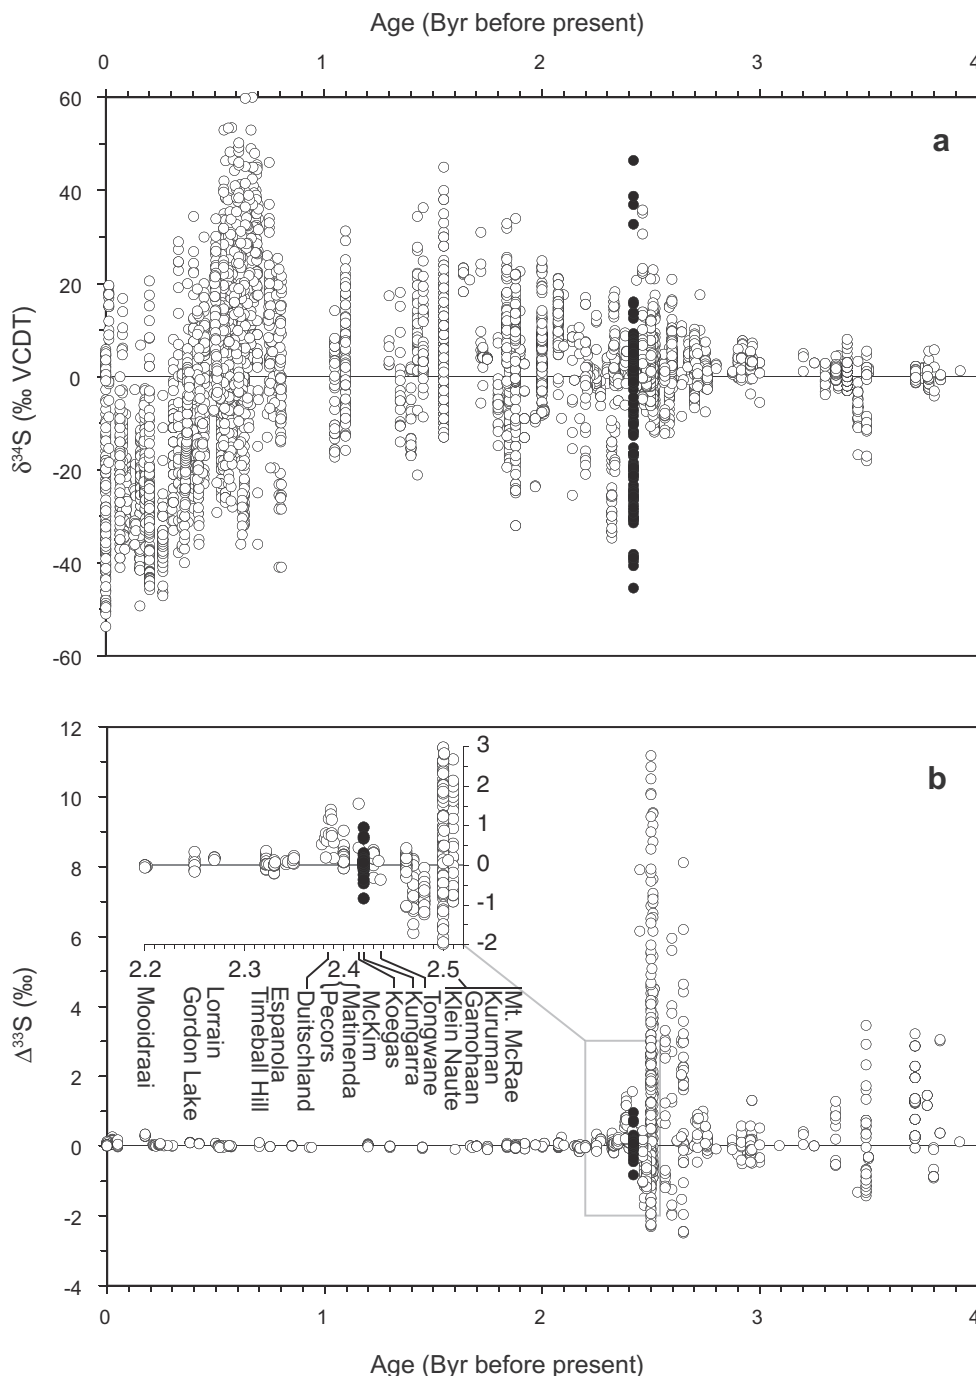 Age (Byr before present)
0 1 2 3 4
a
60
40
20
0
-20
-40
-60
δ³⁴S (‰ VCDT)
b
12
10
8
6
4
2
0
-2
-4
Δ³³S (‰)
3
2
1
0
-1
-2
2.2 2.3 2.4 2.5
Mooidraai
Gordon Lake
Lorrain
Timeball Hill
Espanola
Duitschland
Pecors
Matinenda
McKim
Koegas
Kungarra
Tongwane
Klein Naute
Gamohaan
Kuruman
Mt. McRae
0 1 2 3 4
Age (Byr before present)